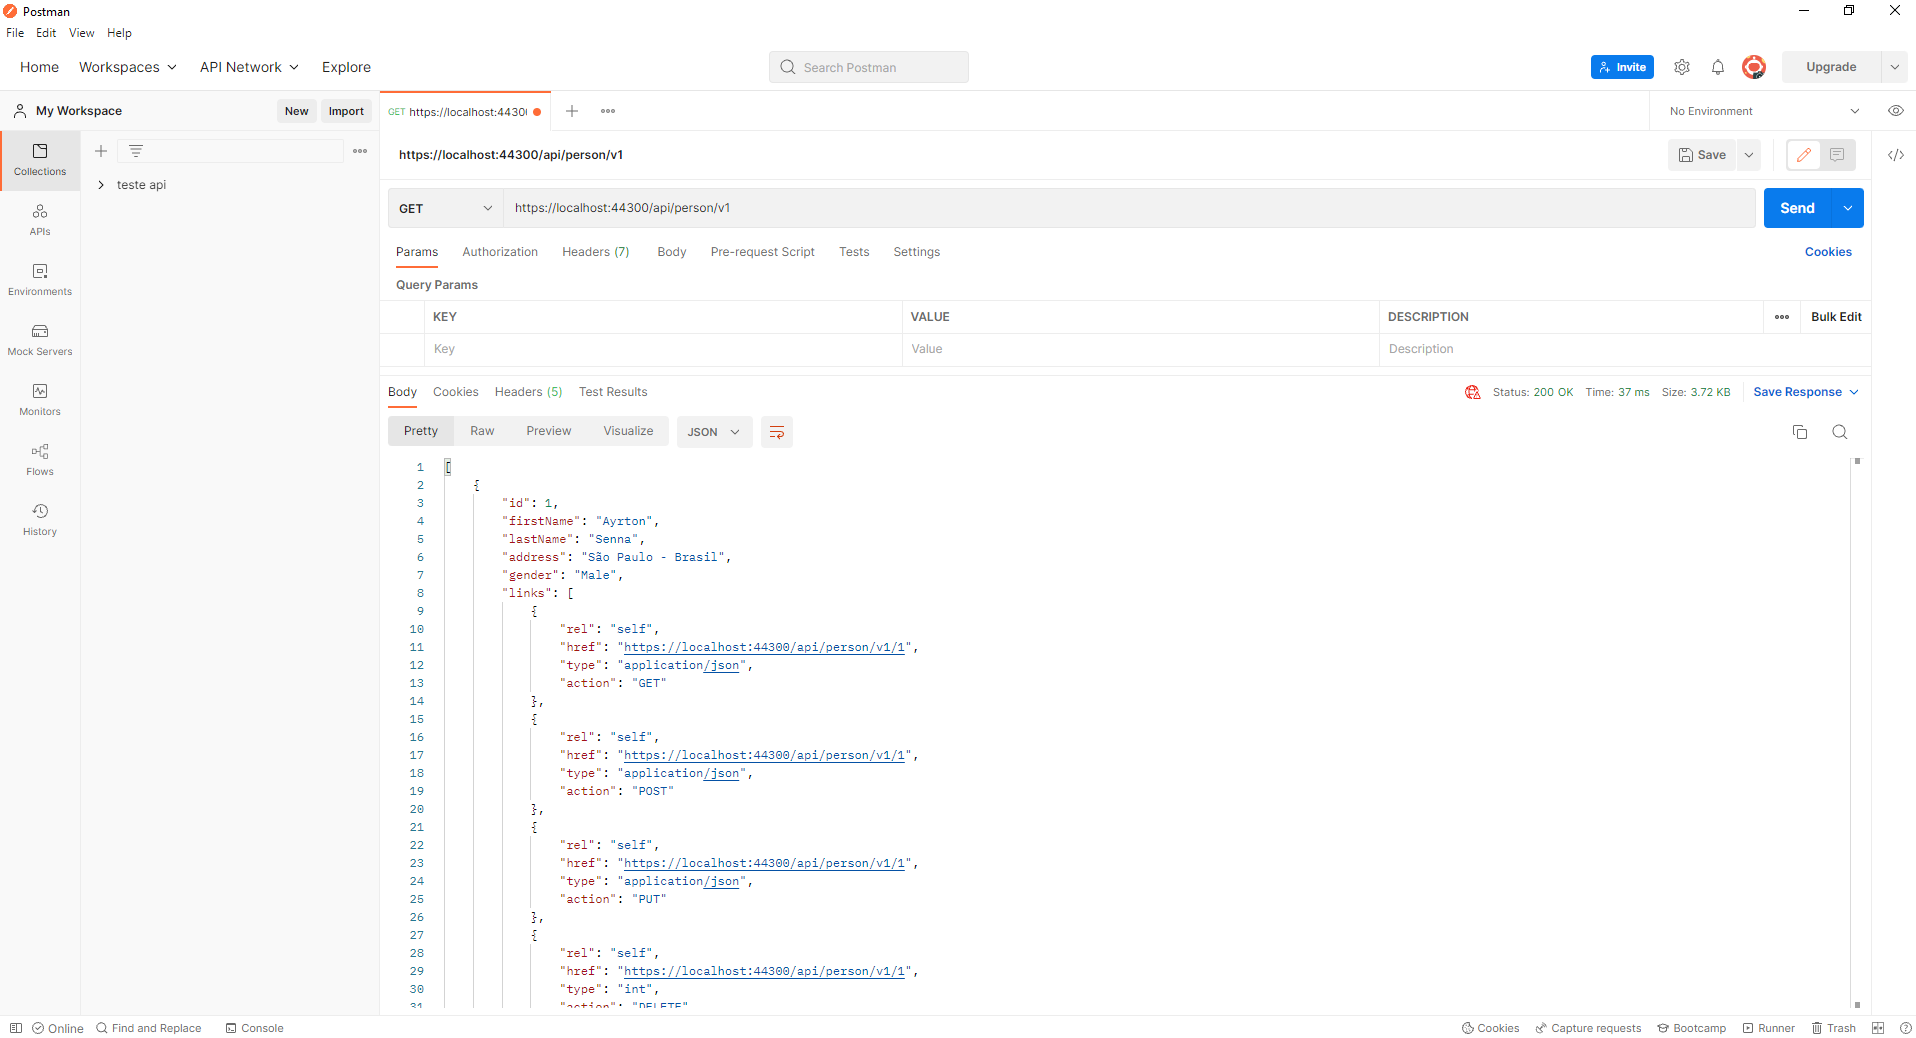 Postman
File Edit View Help
Home Workspaces API Network Explore
Search Postman
Invite
Upgrade
My Workspace
New Import
GET https://localhost:4430
No Environment
Collections
teste api
APIs
Environments
Mock Servers
Monitors
Flows
History
https://localhost:44300/api/person/v1
Save
GET https://localhost:44300/api/person/v1
Send
Params Authorization Headers (7) Body Pre-request Script Tests Settings
Cookies
Query Params
KEY VALUE DESCRIPTION Bulk Edit
Key Value Description
Body Cookies Headers (5) Test Results
Status: 200 OK Time: 37 ms Size: 3.72 KB Save Response
Pretty Raw Preview Visualize JSON
1 [
2 {
3 "id": 1,
4 "firstName": "Ayrton",
5 "lastName": "Senna",
6 "address": "São Paulo - Brasil",
7 "gender": "Male",
8 "links": [
9 {
10 "rel": "self",
11 "href": "https://localhost:44300/api/person/v1/1",
12 "type": "application/json",
13 "action": "GET"
14 },
15 {
16 "rel": "self",
17 "href": "https://localhost:44300/api/person/v1/1",
18 "type": "application/json",
19 "action": "POST"
20 },
21 {
22 "rel": "self",
23 "href": "https://localhost:44300/api/person/v1/1",
24 "type": "application/json",
25 "action": "PUT"
26 },
27 {
28 "rel": "self",
29 "href": "https://localhost:44300/api/person/v1/1",
30 "type": "int",
31 "action": "DELETE"
Online Find and Replace Console
Cookies Capture requests Bootcamp Runner Trash